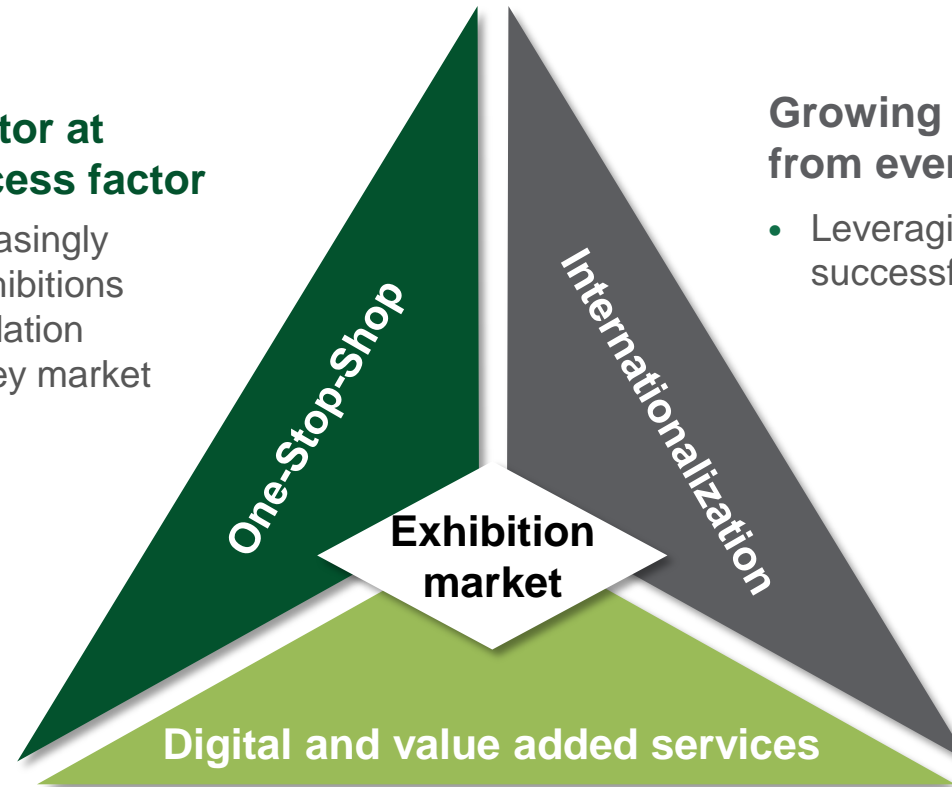 tor at
cess factor
asingly
hibitions
lation
ey market
Growing
from ever
• Leveragi
successf
One-Stop-Shop
Internationalization
Exhibition
market
Digital and value added services